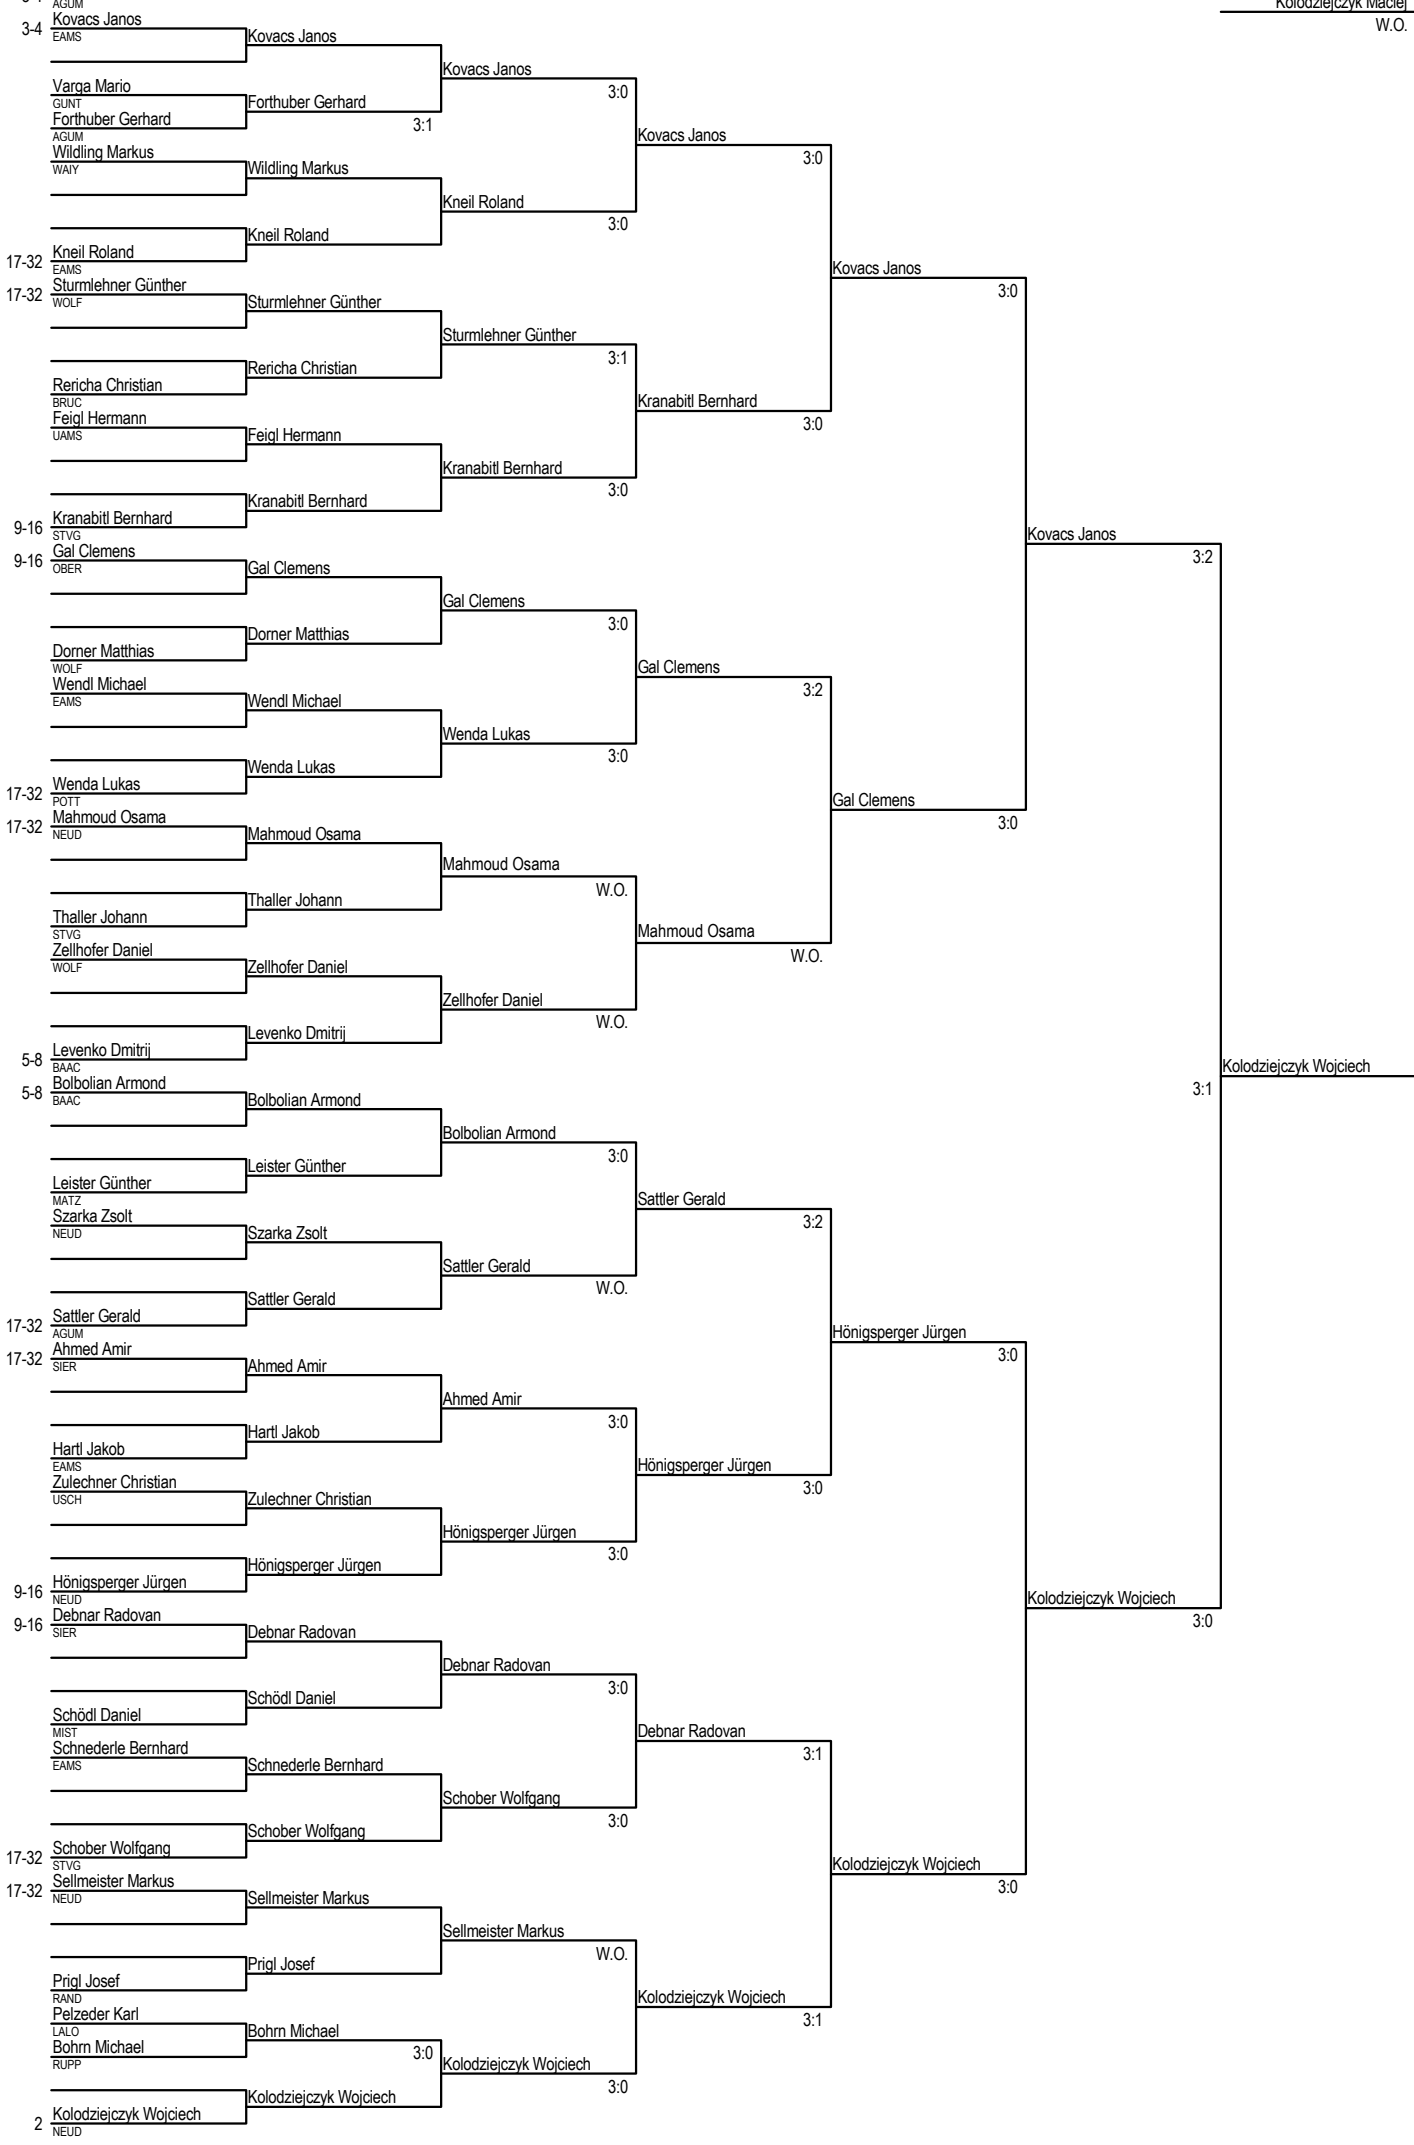 AGUM
Kolodziejczyk Maciej
W.O.
Kovacs Janos
3-4
EAMS
Kovacs Janos
Kovacs Janos
3:0
Varga Mario
GUNT
Forthuber Gerhard
Forthuber Gerhard
3:1
AGUM
Kovacs Janos
3:0
Wildling Markus
WAIY
Wildling Markus
Kneil Roland
3:0
Kneil Roland
17-32 Kneil Roland
EAMS
Kovacs Janos
3:0
17-32 Sturmlehner Günther
WOLF
Sturmlehner Günther
Sturmlehner Günther
3:1
Rericha Christian
Rericha Christian
BRUC
Kranabitl Bernhard
3:0
Feigl Hermann
UAMS
Feigl Hermann
Kranabitl Bernhard
3:0
Kranabitl Bernhard
9-16 Kranabitl Bernhard
STVG
Kovacs Janos
3:2
9-16 Gal Clemens
OBER
Gal Clemens
Gal Clemens
3:0
Dorner Matthias
Dorner Matthias
WOLF
Gal Clemens
3:2
Wendl Michael
EAMS
Wendl Michael
Wenda Lukas
3:0
Wenda Lukas
17-32 Wenda Lukas
POTT
Gal Clemens
3:0
17-32 Mahmoud Osama
NEUD
Mahmoud Osama
Mahmoud Osama
W.O.
Thaller Johann
Thaller Johann
STVG
Mahmoud Osama
W.O.
Zellhofer Daniel
WOLF
Zellhofer Daniel
Zellhofer Daniel
W.O.
Levenko Dmitrij
5-8 Levenko Dmitrij
BAAC
Kolodziejczyk Wojciech
3:1
5-8 Bolbolian Armond
BAAC
Bolbolian Armond
Bolbolian Armond
3:0
Leister Günther
Leister Günther
MATZ
Sattler Gerald
3:2
Szarka Zsolt
NEUD
Szarka Zsolt
Sattler Gerald
W.O.
Sattler Gerald
17-32 Sattler Gerald
AGUM
Hönigsperger Jürgen
3:0
17-32 Ahmed Amir
SIER
Ahmed Amir
Ahmed Amir
3:0
Hartl Jakob
Hartl Jakob
EAMS
Hönigsperger Jürgen
3:0
Zulechner Christian
USCH
Zulechner Christian
Hönigsperger Jürgen
3:0
Hönigsperger Jürgen
9-16 Hönigsperger Jürgen
NEUD
Kolodziejczyk Wojciech
3:0
9-16 Debnar Radovan
SIER
Debnar Radovan
Debnar Radovan
3:0
Schödl Daniel
Schödl Daniel
MIST
Debnar Radovan
3:1
Schnederle Bernhard
EAMS
Schnederle Bernhard
Schober Wolfgang
3:0
Schober Wolfgang
17-32 Schober Wolfgang
STVG
Kolodziejczyk Wojciech
3:0
17-32 Sellmeister Markus
NEUD
Sellmeister Markus
Sellmeister Markus
W.O.
Prigl Josef
Prigl Josef
RAND
Kolodziejczyk Wojciech
3:1
Pelzeder Karl
LALO
Bohrn Michael
3:0
Bohrn Michael
RUPP
Kolodziejczyk Wojciech
3:0
Kolodziejczyk Wojciech
2 Kolodziejczyk Wojciech
NEUD